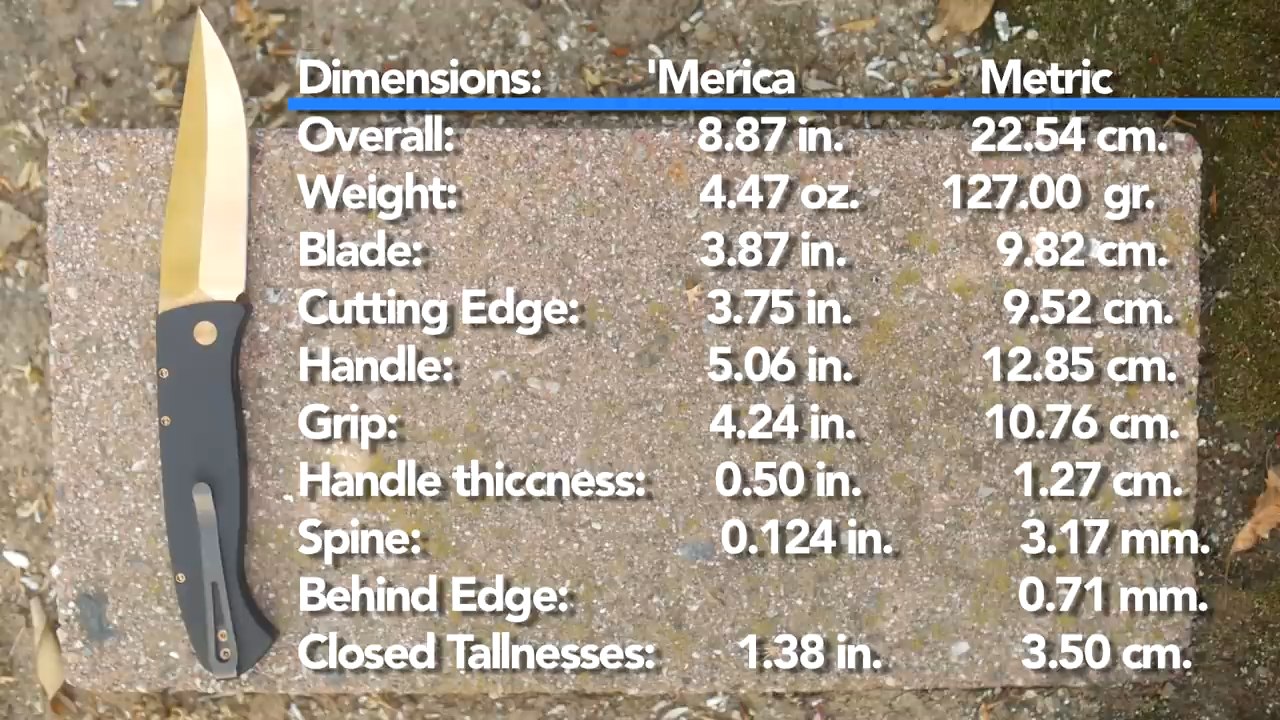 Dimensions: 'Merica Metric
Overall: 8.87 in. 22.54 cm.
Weight: 4.47 oz. 127.00 gr.
Blade: 3.87 in. 9.82 cm.
Cutting Edge: 3.75 in. 9.52 cm.
Handle: 5.06 in. 12.85 cm.
Grip: 4.24 in. 10.76 cm.
Handle thiccness: 0.50 in. 1.27 cm.
Spine: 0.124 in. 3.17 mm.
Behind Edge: 0.71 mm.
Closed Tallnesses: 1.38 in. 3.50 cm.